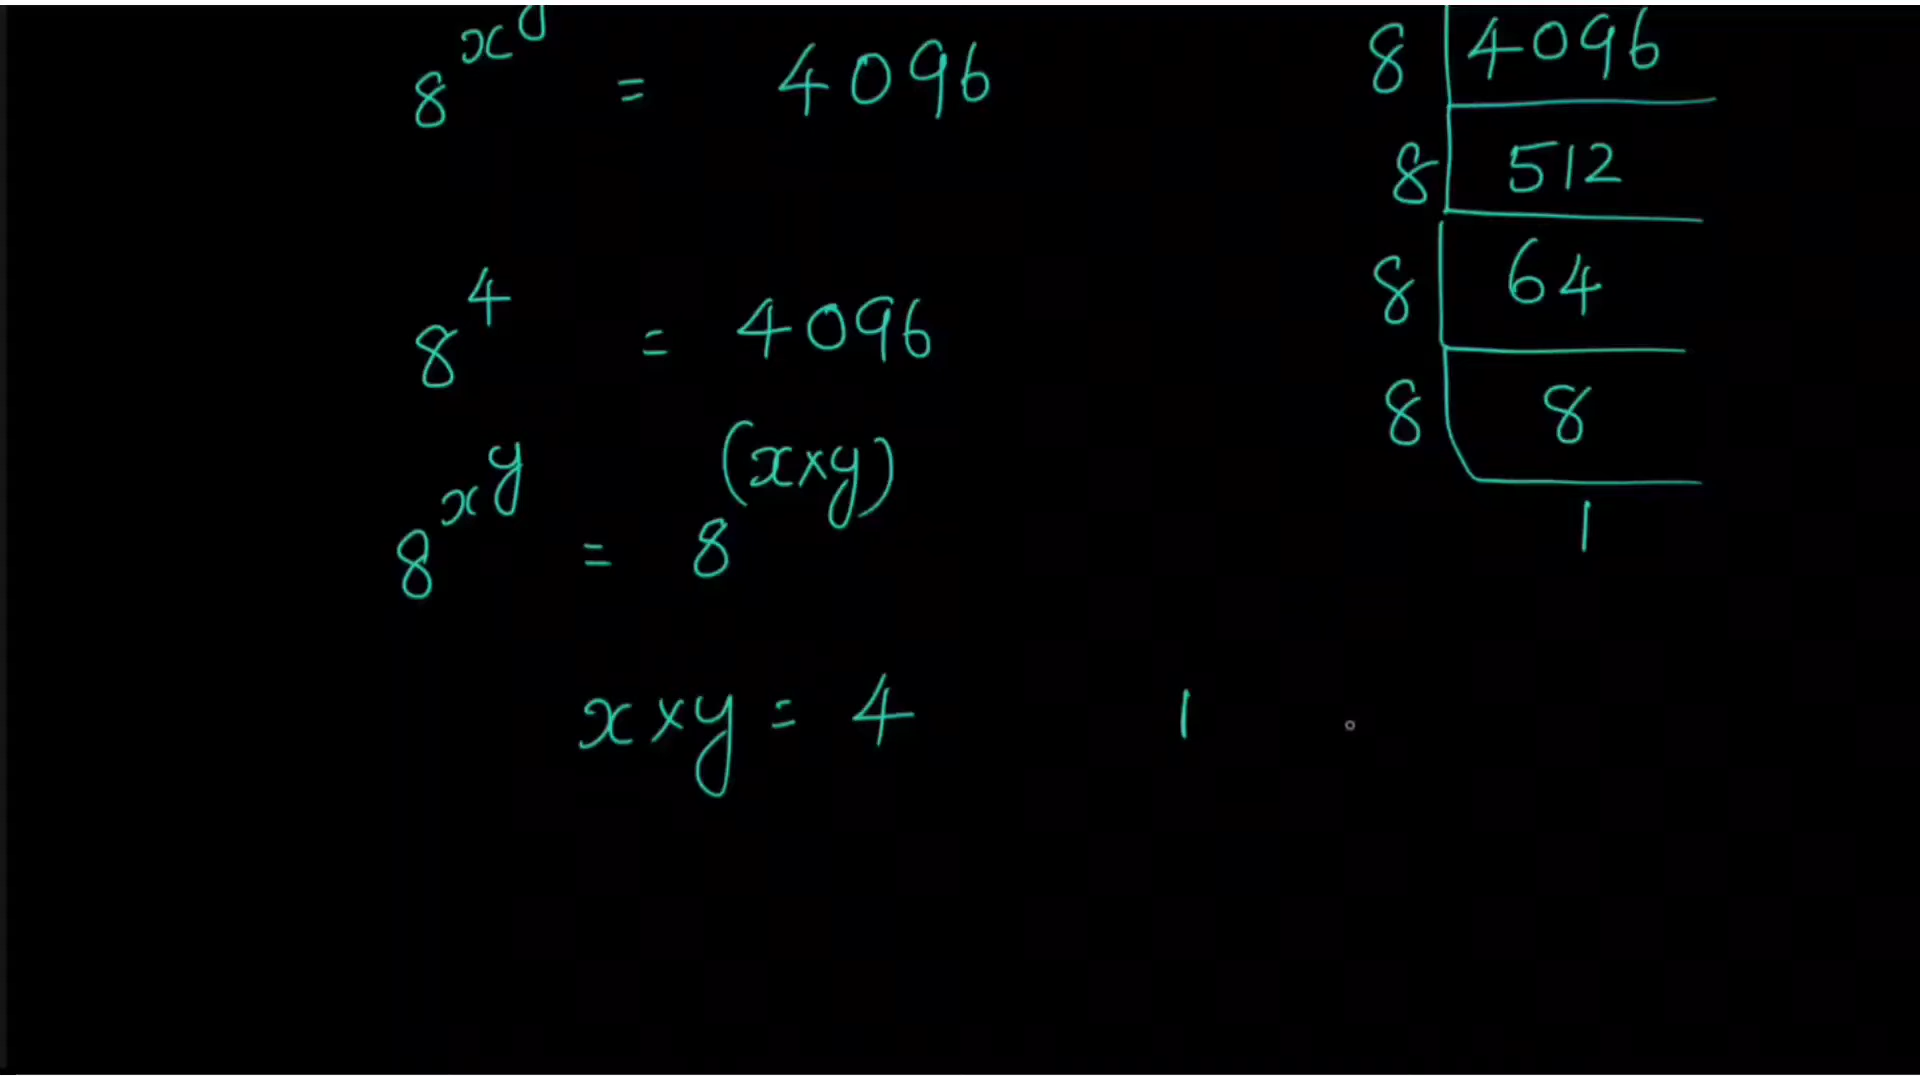 8^x^y = 4096
8^4 = 4096
8^x^y = 8^(x×y)
x×y = 4 1
8 | 4096
8 | 512
8 | 64
8 | 8
1